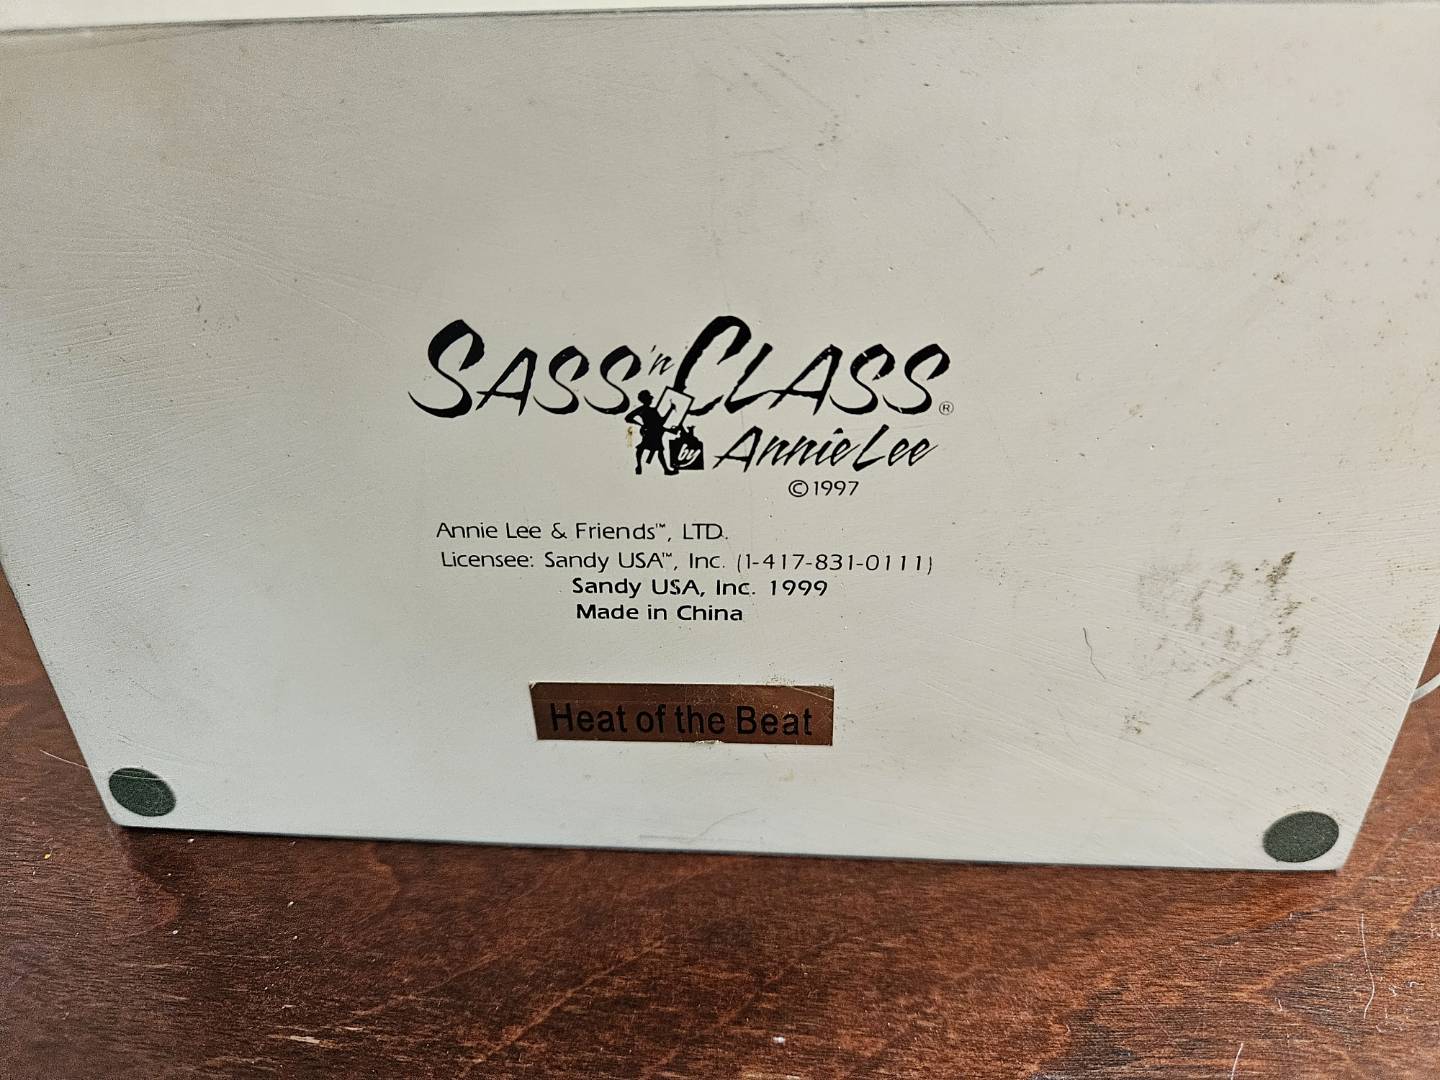 SASS 'n CLASS®
by Annie Lee
©1997
Annie Lee & Friends™, LTD.
Licensee: Sandy USA™, Inc. (1-417-831-0111)
Sandy USA, Inc. 1999
Made in China
Heat of the Beat